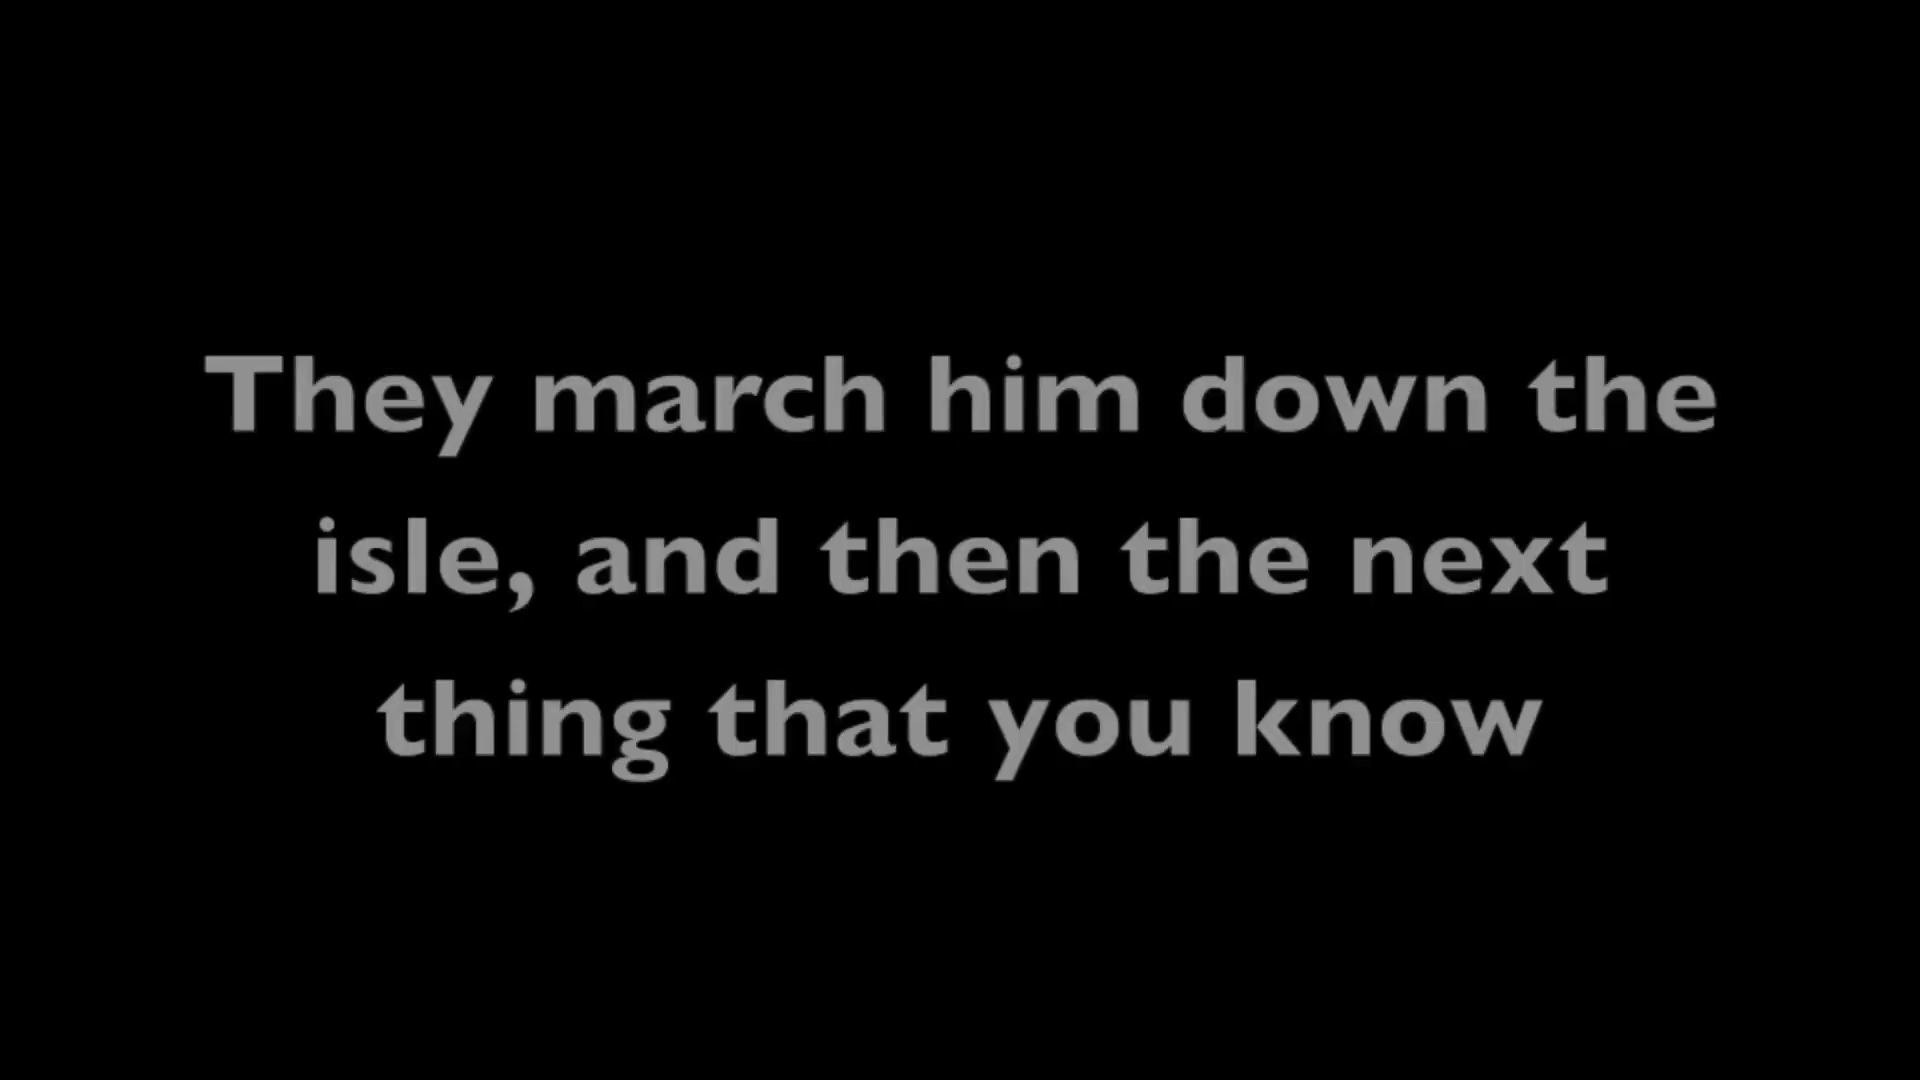 They march him down the
isle, and then the next
thing that you know